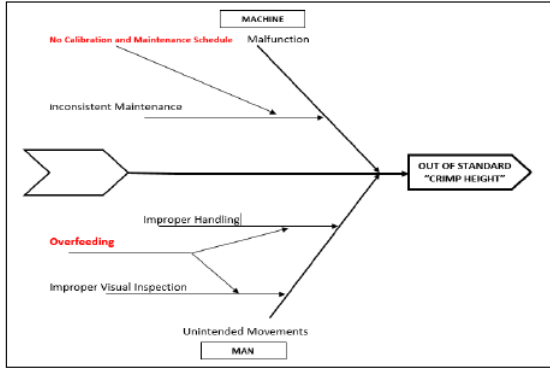 MACHINE
No Calibration and Maintenance Schedule
Malfunction
Inconsistent Maintenance
OUT OF STANDARD
"CRIMP HEIGHT"
Improper Handling
Overfeeding
Improper Visual Inspection
Unintended Movements
MAN